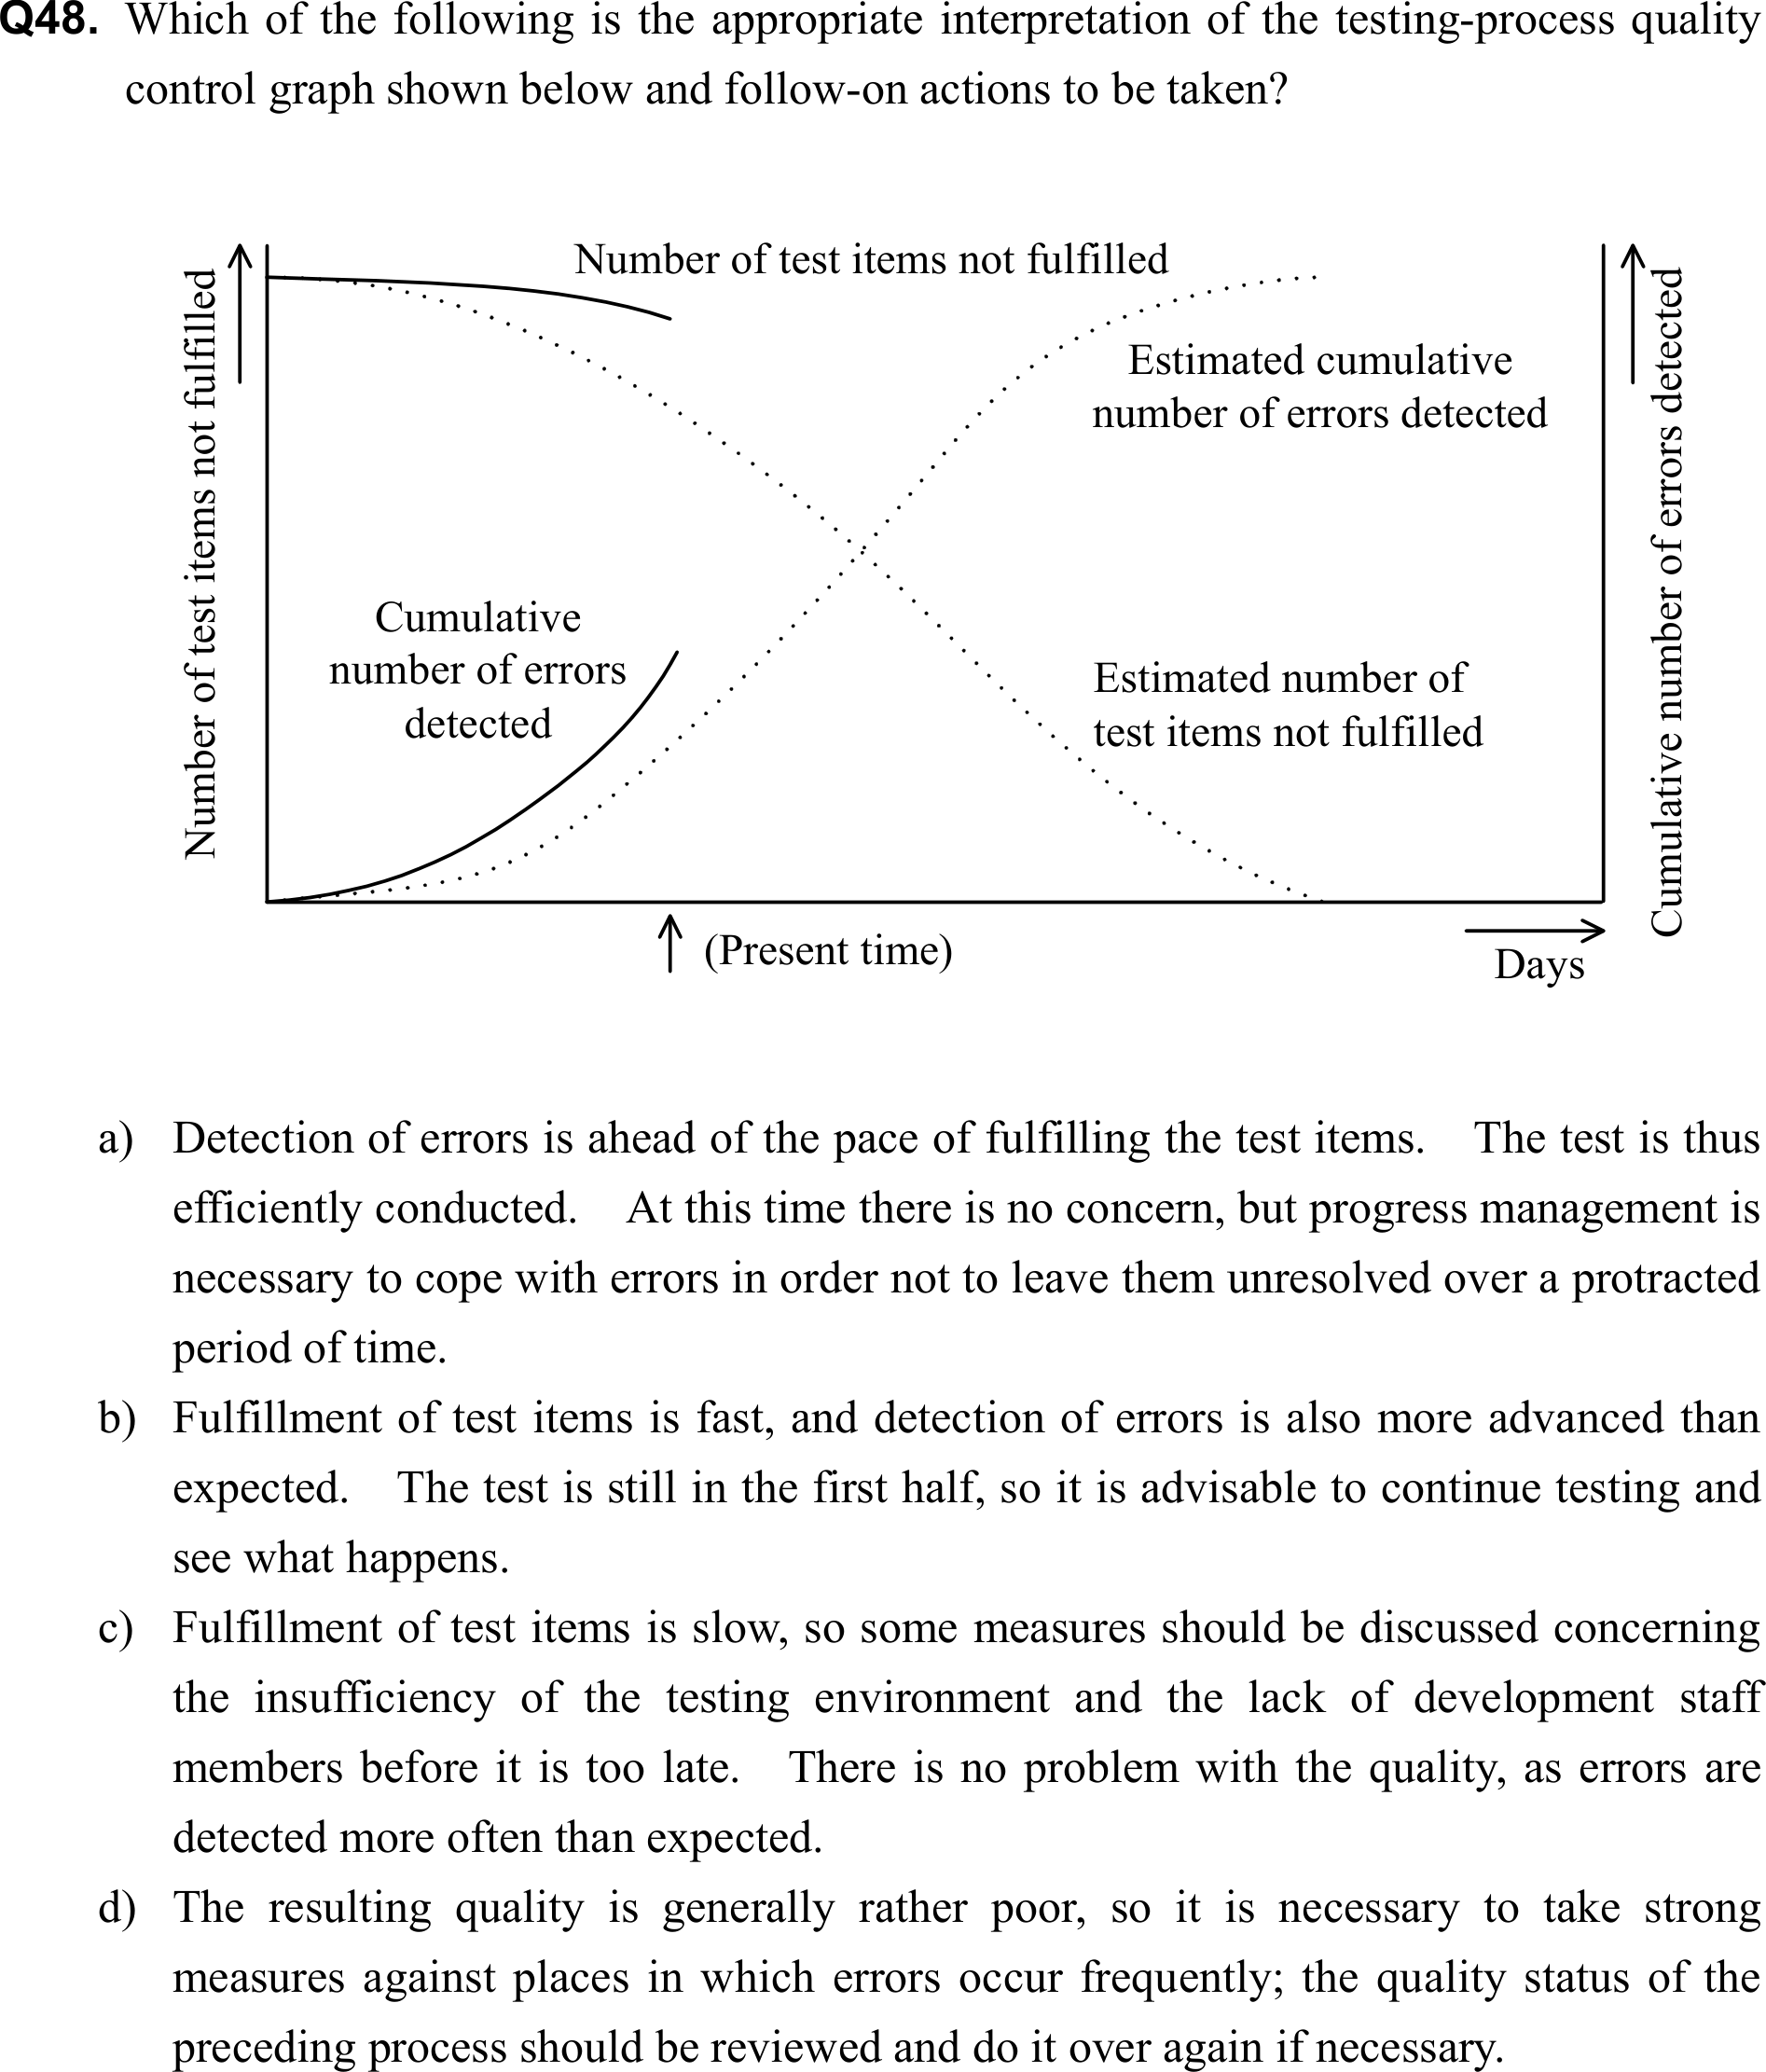 Q48. Which of the following is the appropriate interpretation of the testing-process quality
control graph shown below and follow-on actions to be taken?
Number of test items not fulfilled
Number of test items not fulfilled
Cumulative number of errors detected
Estimated cumulative
number of errors detected
Cumulative
number of errors
detected
Estimated number of
test items not fulfilled
(Present time)
Days
a) Detection of errors is ahead of the pace of fulfilling the test items. The test is thus
efficiently conducted. At this time there is no concern, but progress management is
necessary to cope with errors in order not to leave them unresolved over a protracted
period of time.
b) Fulfillment of test items is fast, and detection of errors is also more advanced than
expected. The test is still in the first half, so it is advisable to continue testing and
see what happens.
c) Fulfillment of test items is slow, so some measures should be discussed concerning
the insufficiency of the testing environment and the lack of development staff
members before it is too late. There is no problem with the quality, as errors are
detected more often than expected.
d) The resulting quality is generally rather poor, so it is necessary to take strong
measures against places in which errors occur frequently; the quality status of the
preceding process should be reviewed and do it over again if necessary.